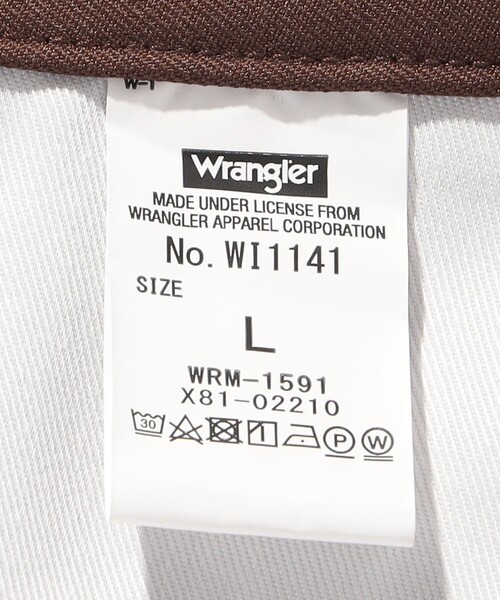 W-1
Wrangler
MADE UNDER LICENSE FROM
WRANGLER APPAREL CORPORATION
No. WI1141
SIZE
L
WRM-1591
X81-02210
30 P W